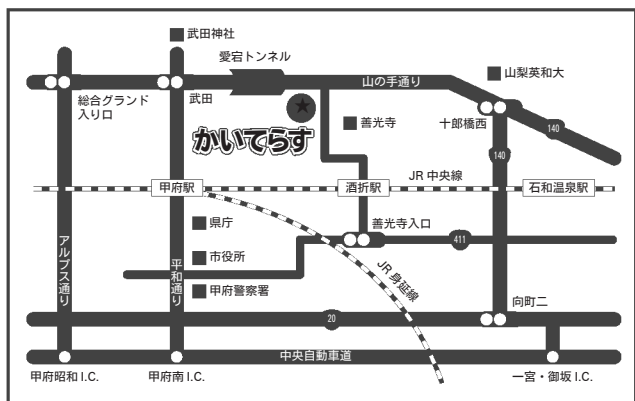 武田神社
愛宕トンネル
山の手通り
山梨英和大
総合グランド
入り口
武田
善光寺
十郎橋西
140
140
かいてらす
JR 中央線
甲府駅
酒折駅
石和温泉駅
県庁
善光寺入口
411
アルプス通り
平和通り
市役所
JR 身延線
甲府警察署
向町二
20
中央自動車道
甲府昭和 I.C.
甲府南 I.C.
一宮・御坂 I.C.